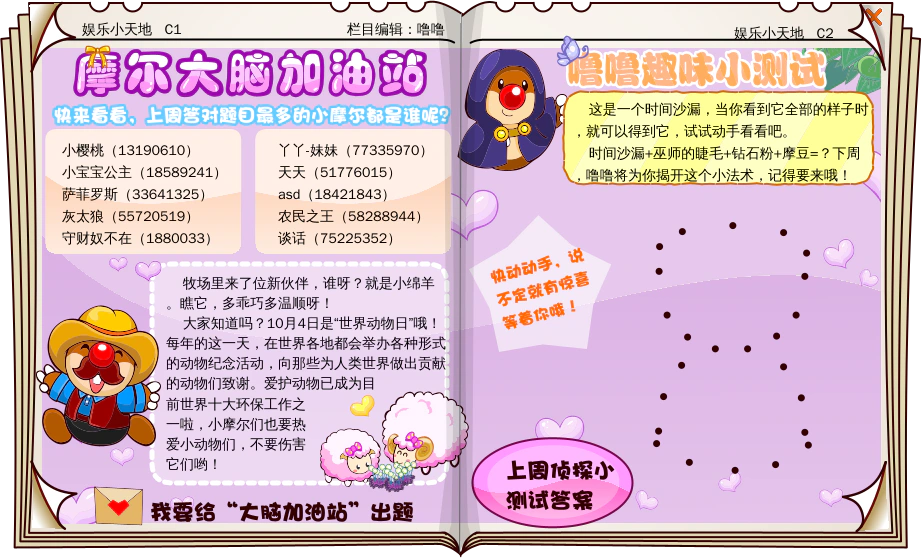 娱乐小天地 C1
栏目编辑：噜噜
摩尔大脑加油站
快来看看，上周答对题目最多的小摩尔都是谁呢？
小樱桃（13190610）
小宝宝公主（18589241）
萨菲罗斯（33641325）
灰太狼（55720519）
守财奴不在（1880033）
丫丫-妹妹（77335970）
天天（51776015）
asd（18421843）
农民之王（58288944）
谈话（75225352）
牧场里来了位新伙伴，谁呀？就是小绵羊
。瞧它，多乖巧多温顺呀！
大家知道吗？10月4日是“世界动物日”哦！
每年的这一天，在世界各地都会举办各种形式
的动物纪念活动，向那些为人类世界做出贡献
的动物们致谢。爱护动物已成为目
前世界十大环保工作之
一啦，小摩尔们也要热
爱小动物们，不要伤害
它们哟！
我要给“大脑加油站”出题
娱乐小天地 C2
噜噜趣味小测试
这是一个时间沙漏，当你看到它全部的样子时
，就可以得到它，试试动手看看吧。
时间沙漏+巫师的睫毛+钻石粉+摩豆=？下周
，噜噜将为你揭开这个小法术，记得要来哦！
快动动手，说
不定就有惊喜
等着你哦！
上周侦探小
测试答案